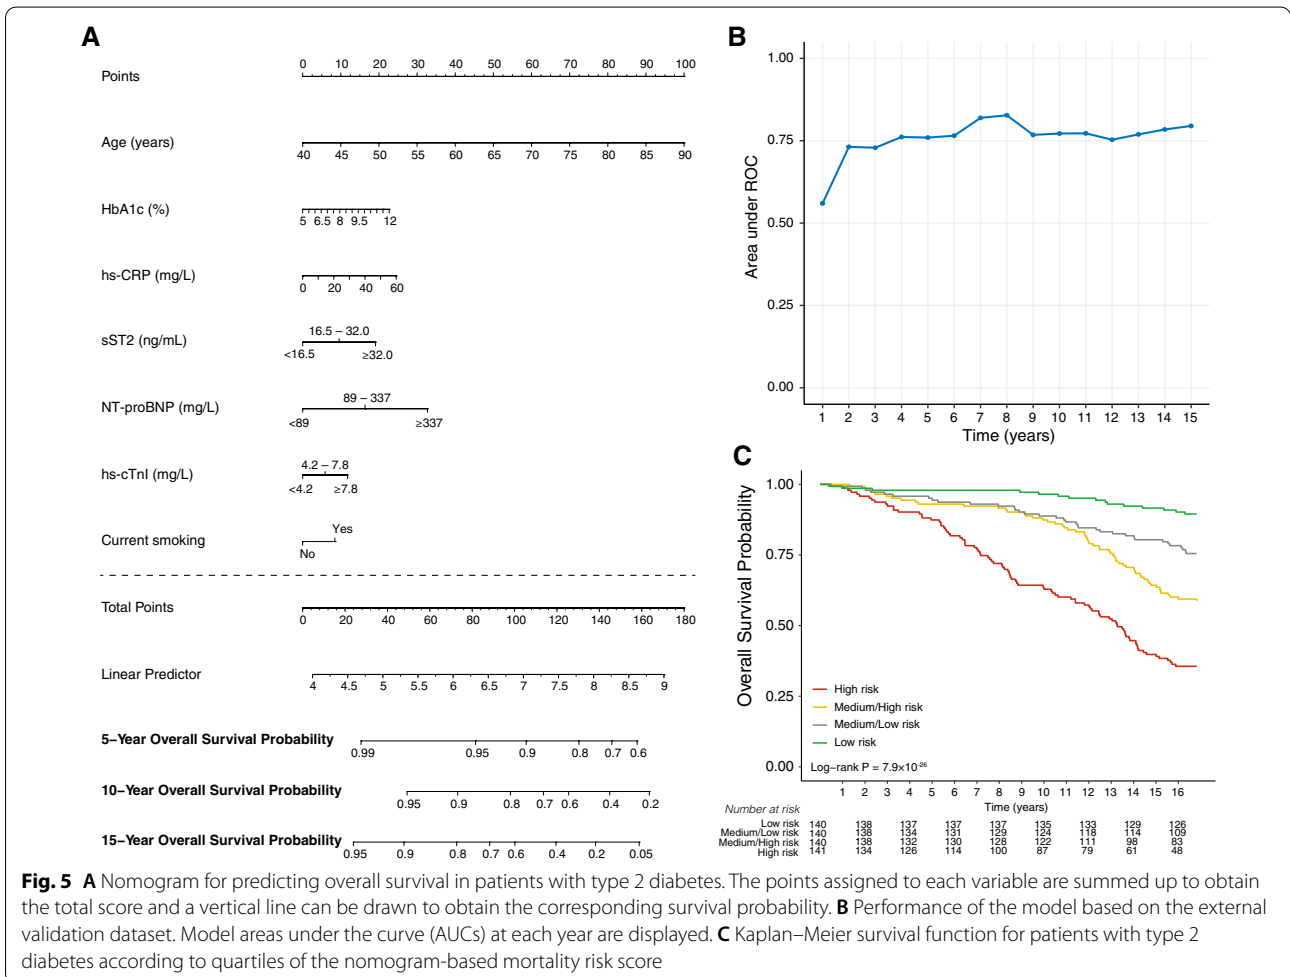 A
Points
0 10 20 30 40 50 60 70 80 90 100
Age (years)
40 45 50 55 60 65 70 75 80 85 90
HbA1c (%)
5 6.5 8 9.5 12
hs-CRP (mg/L)
0 20 40 60
16.5 – 32.0
sST2 (ng/mL)
<16.5 ≥32.0
89 – 337
NT-proBNP (mg/L)
<89 ≥337
4.2 – 7.8
hs-cTnI (mg/L)
<4.2 ≥7.8
Yes
Current smoking
No
Total Points
0 20 40 60 80 100 120 140 160 180
Linear Predictor
4 4.5 5 5.5 6 6.5 7 7.5 8 8.5 9
5–Year Overall Survival Probability
0.99 0.95 0.9 0.8 0.7 0.6
10–Year Overall Survival Probability
0.95 0.9 0.8 0.7 0.6 0.4 0.2
15–Year Overall Survival Probability
0.95 0.9 0.8 0.7 0.6 0.4 0.2 0.05
B
Area under ROC
1.00
0.75
0.50
0.25
0.00
1 2 3 4 5 6 7 8 9 10 11 12 13 14 15
Time (years)
C
Overall Survival Probability
1.00
0.75
0.50
0.25
0.00
High risk
Medium/High risk
Medium/Low risk
Low risk
Log–rank P = 7.9×10-26
1 2 3 4 5 6 7 8 9 10 11 12 13 14 15 16
Time (years)
Number at risk
Low risk 140 138 137 137 137 135 133 129 126
Medium/Low risk 140 138 134 131 129 124 118 114 109
Medium/High risk 140 138 132 130 128 122 111 98 83
High risk 141 134 126 114 100 87 79 61 48
Fig. 5 A Nomogram for predicting overall survival in patients with type 2 diabetes. The points assigned to each variable are summed up to obtain
the total score and a vertical line can be drawn to obtain the corresponding survival probability. B Performance of the model based on the external
validation dataset. Model areas under the curve (AUCs) at each year are displayed. C Kaplan–Meier survival function for patients with type 2
diabetes according to quartiles of the nomogram-based mortality risk score